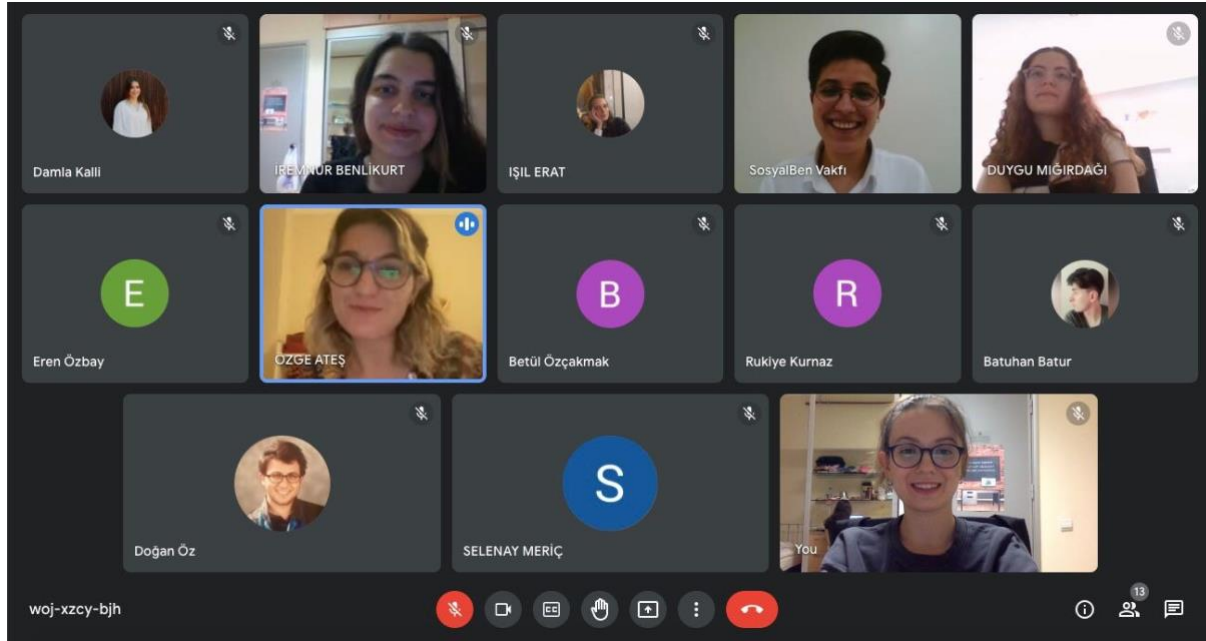 Damla Kalli
İREMNUR BENLİKURT
IŞIL ERAT
SosyalBen Vakfı
DUYGU MIĞIRDAĞI
E
Eren Özbay
ÖZGE ATEŞ
B
Betül Özçakmak
R
Rukiye Kurnaz
Batuhan Batur
Doğan Öz
S
SELENAY MERİÇ
You
woj-xzcy-bjh
CC
13